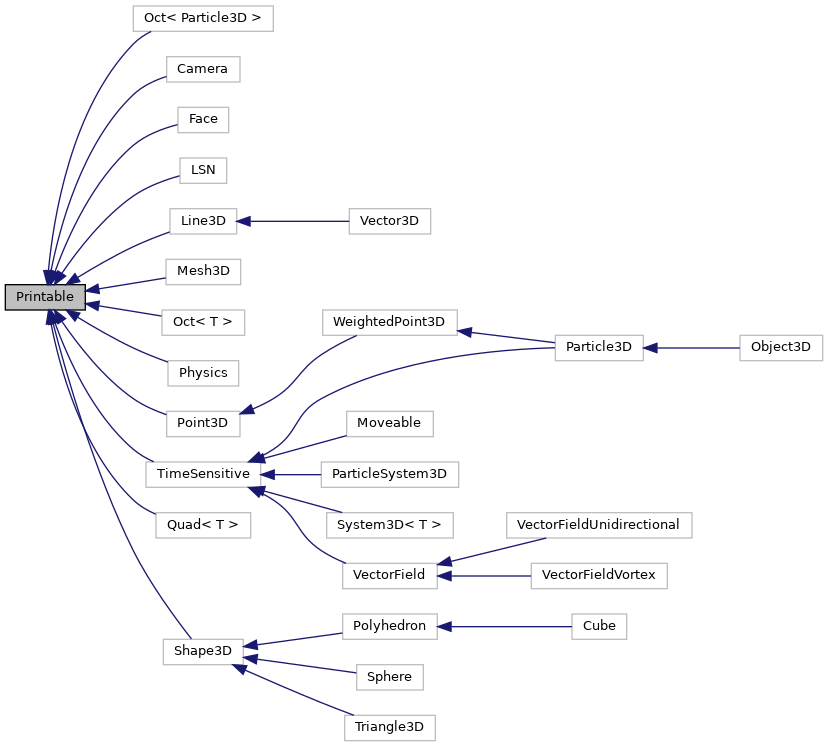 Oct< Particle3D >
Camera
Face
LSN
Line3D
Vector3D
Mesh3D
Printable
Oct< T >
WeightedPoint3D
Particle3D
Object3D
Physics
Point3D
Moveable
TimeSensitive
ParticleSystem3D
Quad< T >
System3D< T >
VectorFieldUnidirectional
VectorField
VectorFieldVortex
Polyhedron
Cube
Shape3D
Sphere
Triangle3D